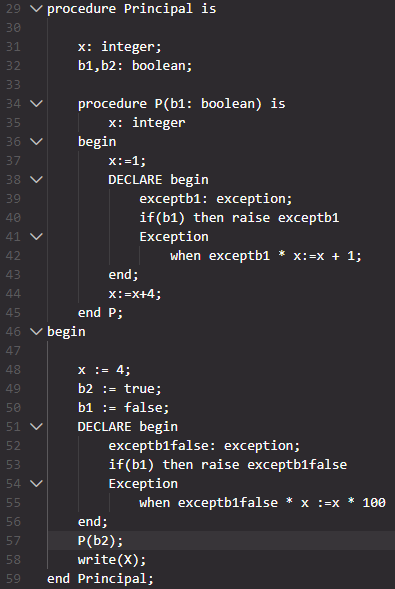 29 procedure Principal is
30
31 x: integer;
32 b1,b2: boolean;
33
34 procedure P(b1: boolean) is
35 x: integer
36 begin
37 x:=1;
38 DECLARE begin
39 exceptb1: exception;
40 if(b1) then raise exceptb1
41 Exception
42 when exceptb1 * x:=x + 1;
43 end;
44 x:=x+4;
45 end P;
46 begin
47
48 x := 4;
49 b2 := true;
50 b1 := false;
51 DECLARE begin
52 exceptb1false: exception;
53 if(b1) then raise exceptb1false
54 Exception
55 when exceptb1false * x :=x * 100
56 end;
57 P(b2);
58 write(X);
59 end Principal;